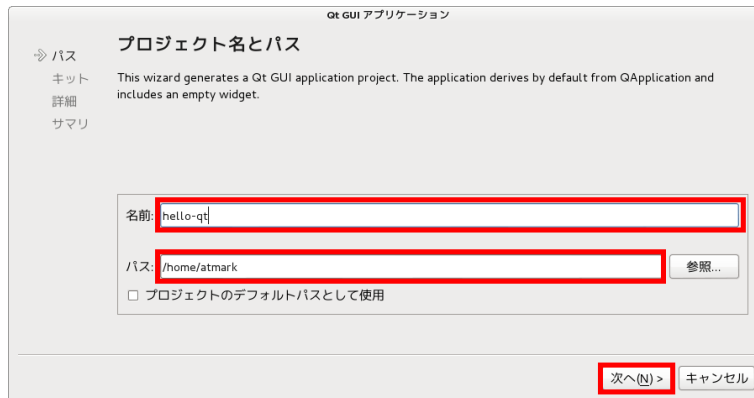 Qt GUI アプリケーション
パス
キット
詳細
サマリ
プロジェクト名とパス
This wizard generates a Qt GUI application project. The application derives by default from QApplication and
includes an empty widget.
名前: hello-qt
パス: /home/atmark 参照...
プロジェクトのデフォルトパスとして使用
次へ(N) > キャンセル